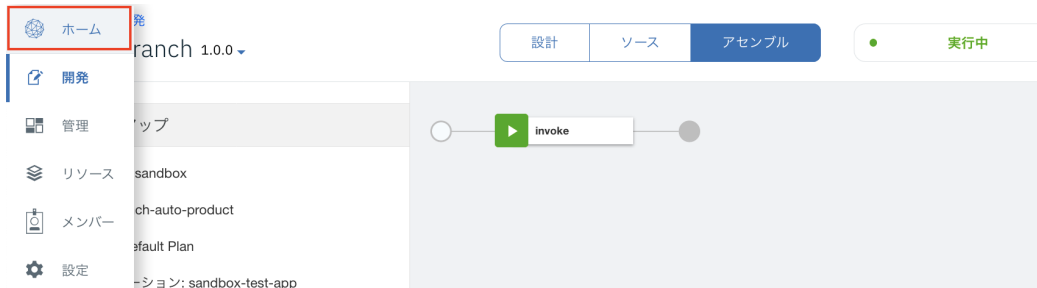 ホーム
開発
管理
リソース
メンバー
設定
発
ranch 1.0.0
設計
ソース
アセンブル
実行中
ップ
sandbox
ch-auto-product
efault Plan
ーション: sandbox-test-app
invoke